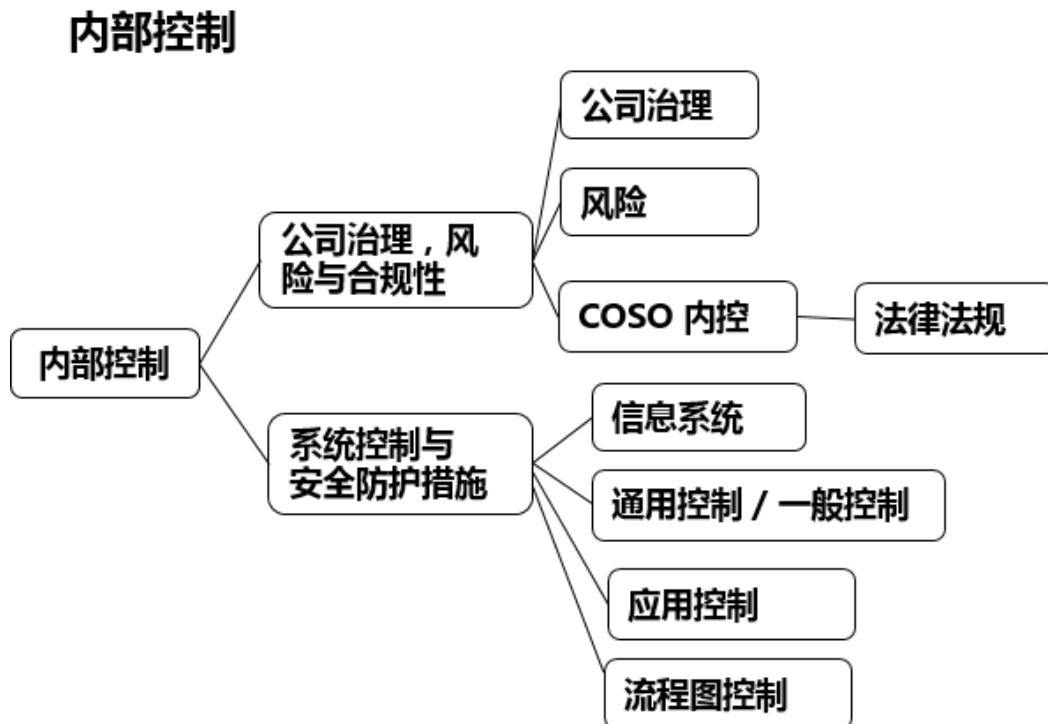 内部控制
公司治理
风险
公司治理，风
险与合规性
COSO 内控
法律法规
内部控制
信息系统
系统控制与
安全防护措施
通用控制 / 一般控制
应用控制
流程图控制